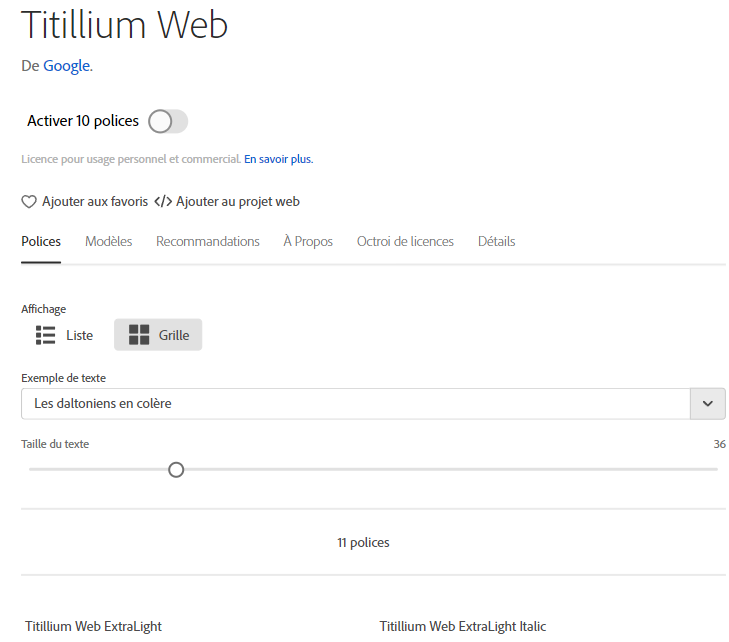 Titillium Web
De Google.
Activer 10 polices
Licence pour usage personnel et commercial. En savoir plus.
Ajouter aux favoris </> Ajouter au projet web
Polices Modèles Recommandations À Propos Octroi de licences Détails
Affichage
Liste Grille
Exemple de texte
Les daltoniens en colère
Taille du texte 36
11 polices
Titillium Web ExtraLight Titillium Web ExtraLight Italic